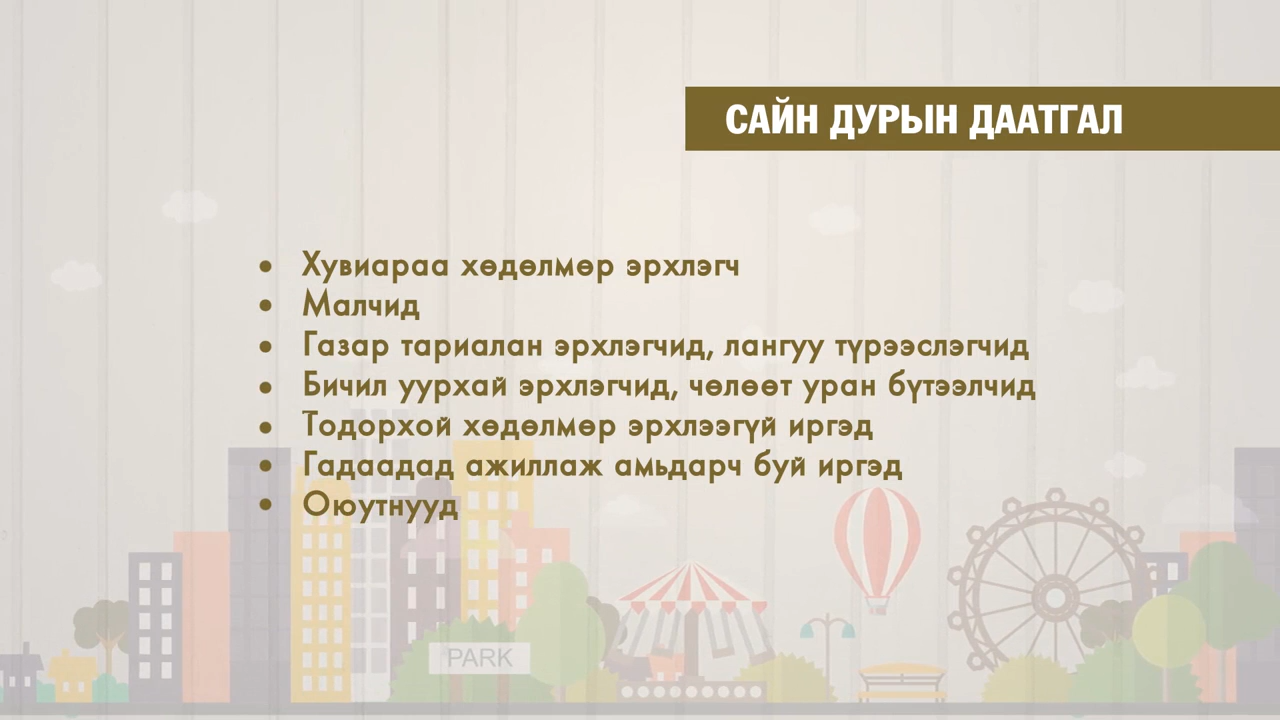 САЙН ДУРЫН ДААТГАЛ
• Хувиараа хөдөлмөр эрхлэгч
• Малчид
• Газар тариалан эрхлэгчид, лангуу түрээслэгчид
• Бичил уурхай эрхлэгчид, чөлөөт уран бүтээлчид
• Тодорхой хөдөлмөр эрхлээгүй иргэд
• Гадаадад ажиллаж амьдарч буй иргэд
• Оюутнууд
PARK